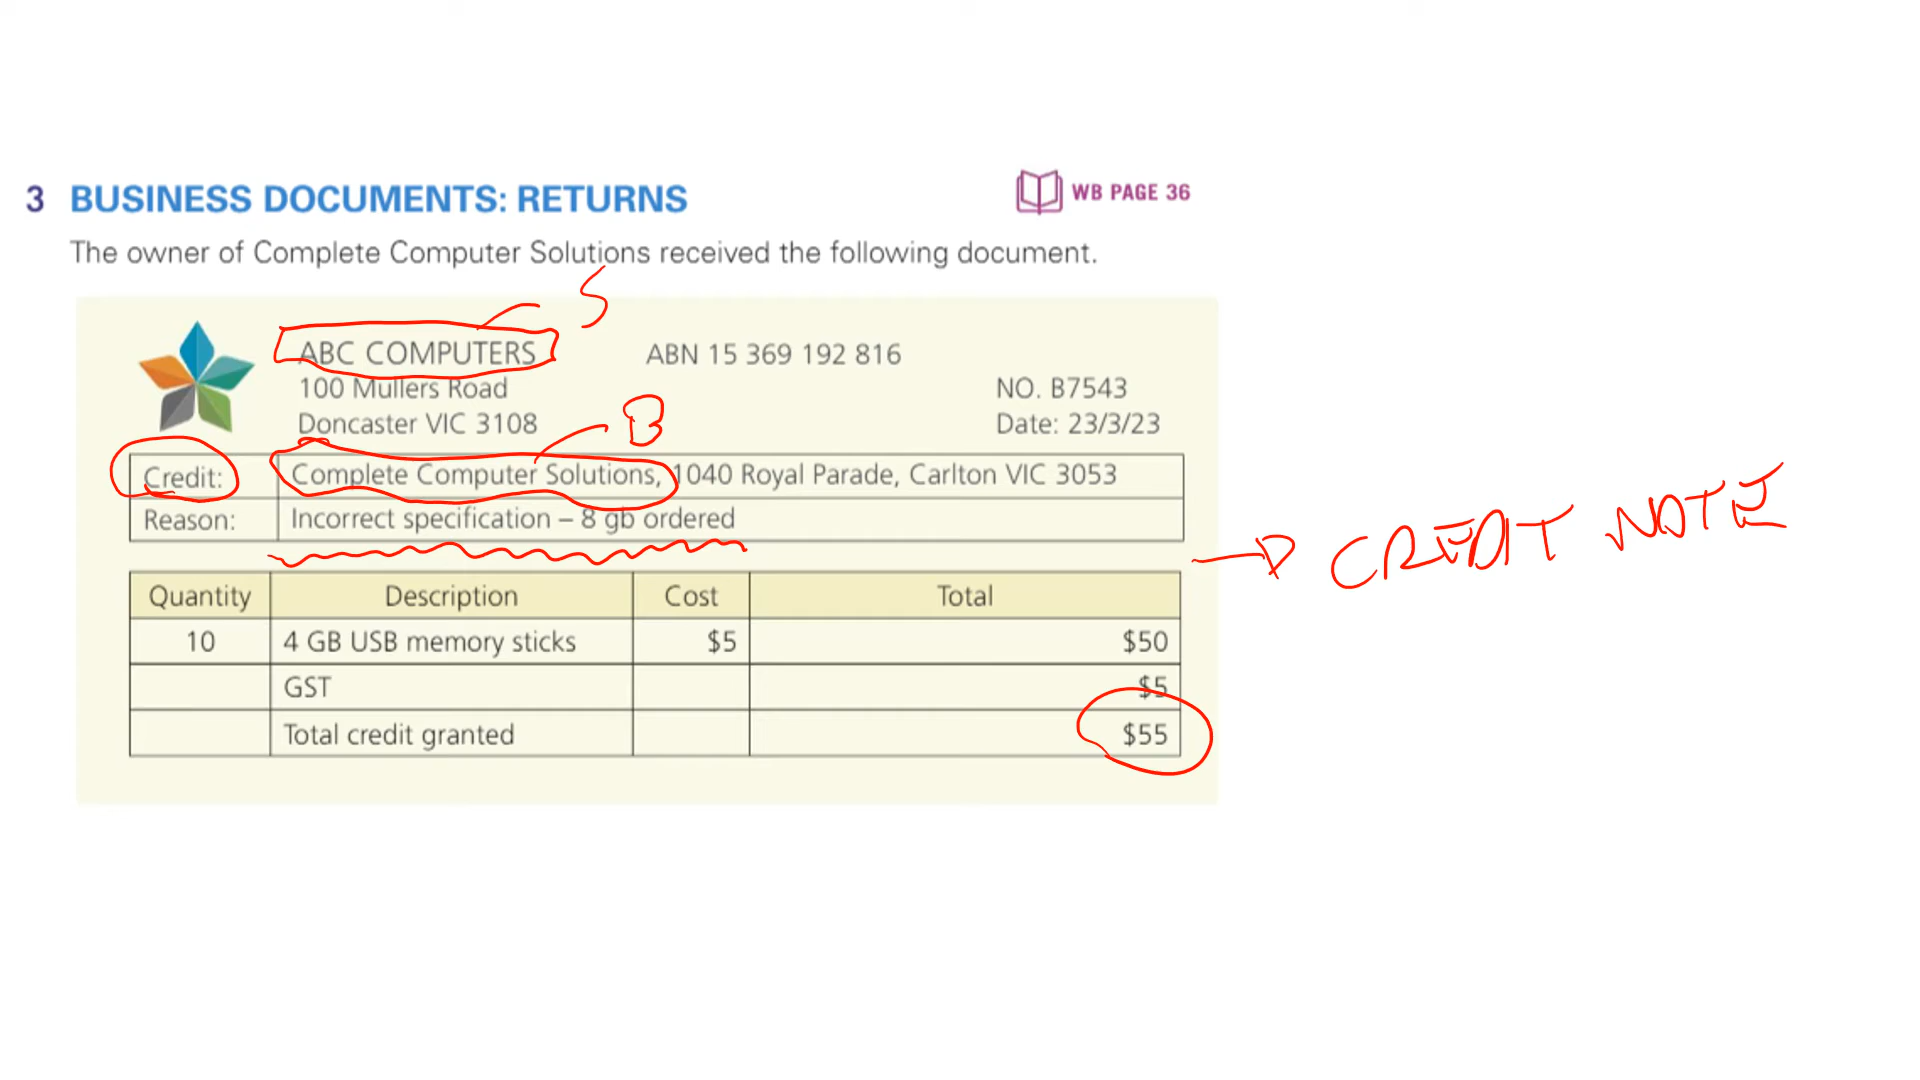 3 BUSINESS DOCUMENTS: RETURNS
WB PAGE 36
The owner of Complete Computer Solutions received the following document.
S
ABC COMPUTERS ABN 15 369 192 816
100 Mullers Road NO. B7543
Doncaster VIC 3108 Date: 23/3/23
B
Credit: Complete Computer Solutions, 1040 Royal Parade, Carlton VIC 3053
Reason: Incorrect specification – 8 gb ordered
CREDIT NOTE
Quantity Description Cost Total
10 4 GB USB memory sticks $5 $50
GST $5
Total credit granted $55